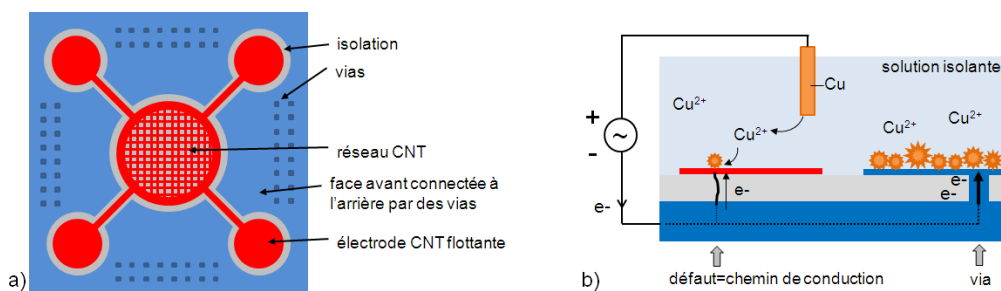 isolation
vias
réseau CNT
face avant connectée à
l'arrière par des vias
électrode CNT flottante
a)
solution isolante
Cu
Cu2+
Cu2+
Cu2+
Cu2+
+
~
-
e-
e-
e-
e-
défaut=chemin de conduction
via
b)